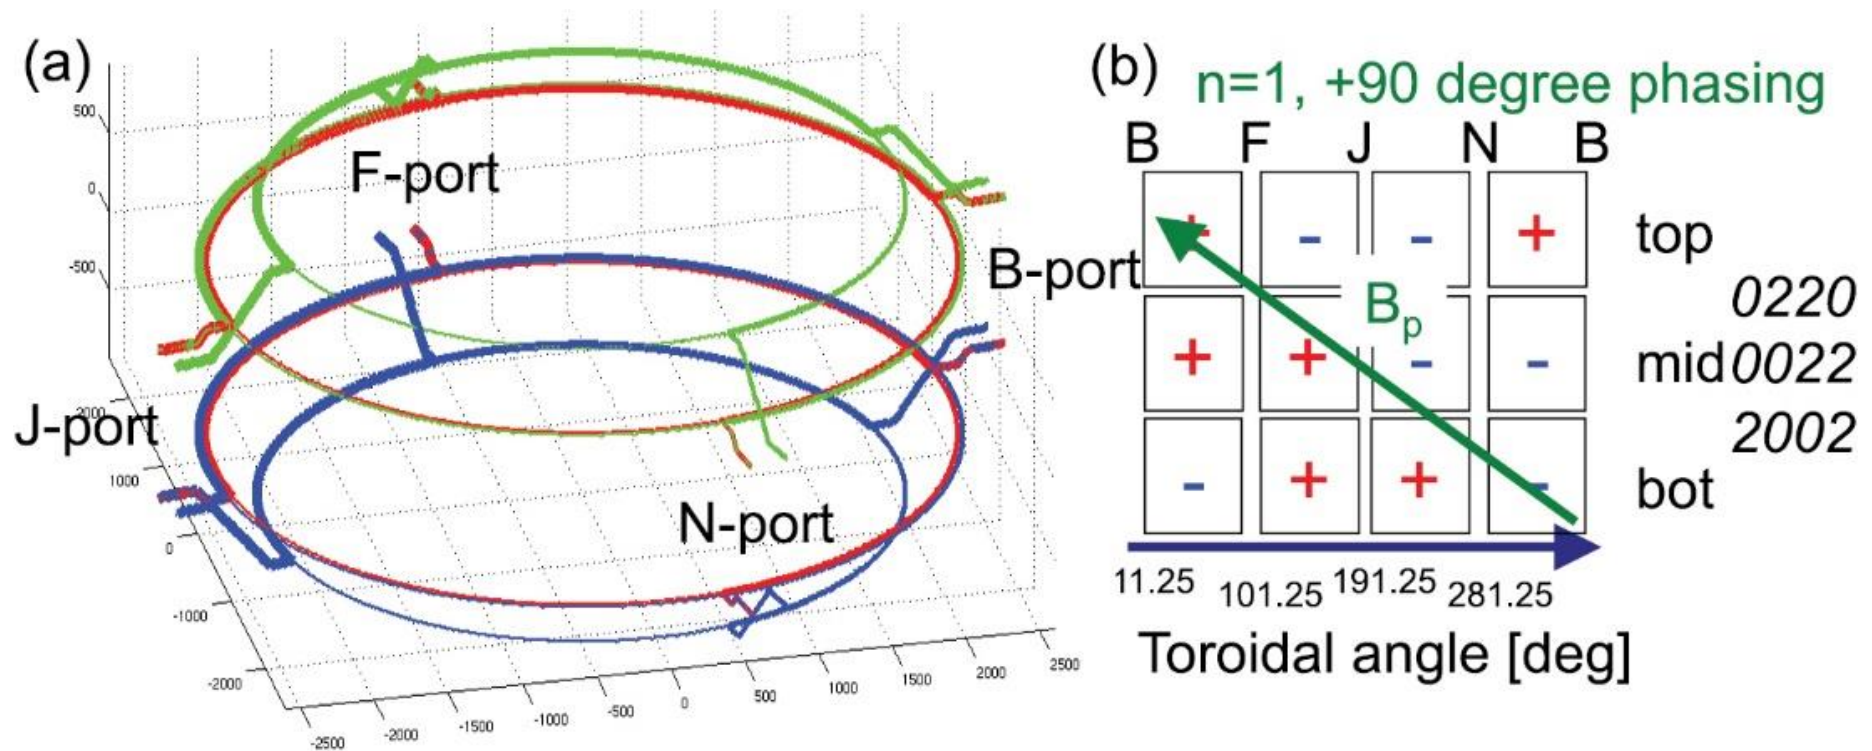 (a)
500
0
-500
2000
1000
0
-1000
-2000
-2500
-2000
-1500
-1000
-500
0
500
1000
1500
2000
2500
F-port
B-port
J-port
N-port
(b)
n=1, +90 degree phasing
B F J N B
+ - - + top
0220
Bp
+ + - - mid 0022
2002
- + + - bot
11.25 101.25 191.25 281.25
Toroidal angle [deg]